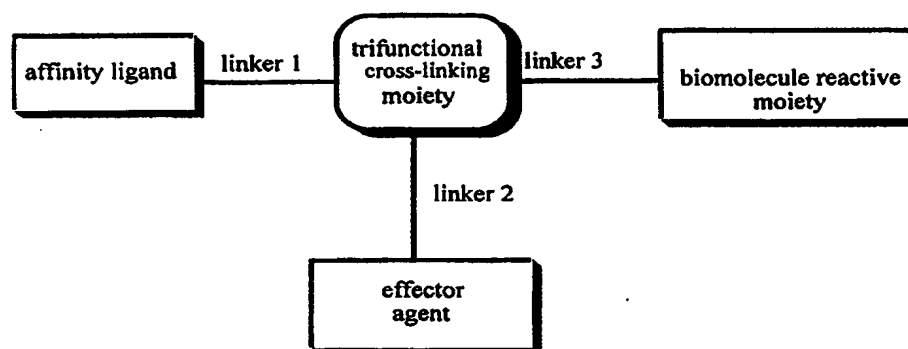 affinity ligand
linker 1
trifunctional
cross-linking
moiety
linker 3
biomolecule reactive
moiety
linker 2
effector
agent